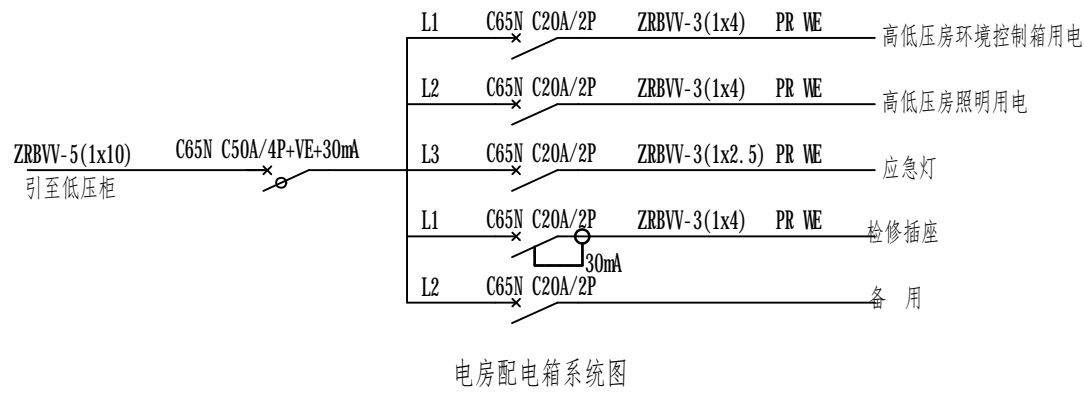 L1 C65N C20A/2P ZRBVV-3(1x4) PR WE 高低压房环境控制箱用电
L2 C65N C20A/2P ZRBVV-3(1x4) PR WE 高低压房照明用电
ZRBVV-5(1x10) C65N C50A/4P+VE+30mA L3 C65N C20A/2P ZRBVV-3(1x2.5) PR WE 应急灯
引至低压柜
L1 C65N C20A/2P ZRBVV-3(1x4) PR WE 检修插座
30mA
L2 C65N C20A/2P 备 用
电房配电箱系统图